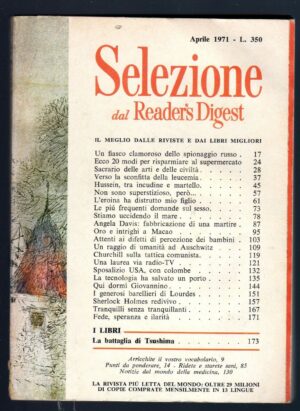 Aprile 1971 - L. 350
Selezione
dal Reader's Digest
IL MEGLIO DALLE RIVISTE E DAI LIBRI MIGLIORI
Un fiasco clamoroso dello spionaggio russo . 17
Ecco 20 modi per risparmiare al supermercato 24
Sacrario delle arti e delle civiltà . . 28
Verso la sconfitta della leucemia . . 37
Hussein, tra incudine e martello . . 45
Non sono superstizioso, però... . . 57
L'eroina ha distrutto mio figlio . . 61
Le più frequenti domande sul sesso . . 73
Stiamo uccidendo il mare . . 78
Angela Davis: fabbricazione di una martire . 87
Oro e intrighi a Macao . . 95
Attenti ai difetti di percezione dei bambini . 103
Un raggio di umanità ad Auschwitz . . 109
Churchill sulla tattica comunista . . 119
Una laurea via radio-TV . . 121
Sposalizio USA, con colombe . . 132
La tecnologia ha salvato un porto . . 135
Qui dormì Giovannino . . 144
I generosi barellieri di Lourdes . . 151
Sherlock Holmes redivivo . . 157
Tranquilli senza tranquillanti . . 167
Fede, speranza e ilarità . . 171
I LIBRI
La battaglia di Tsushima . . 173
Arricchite il vostro vocabolario, 9
Punti da ponderare, 14 - Ridete e starete sani, 85
Notizie dal mondo della medicina, 139
LA RIVISTA PIÙ LETTA DEL MONDO: OLTRE 29 MILIONI
DI COPIE COMPRATE MENSILMENTE IN 13 LINGUE